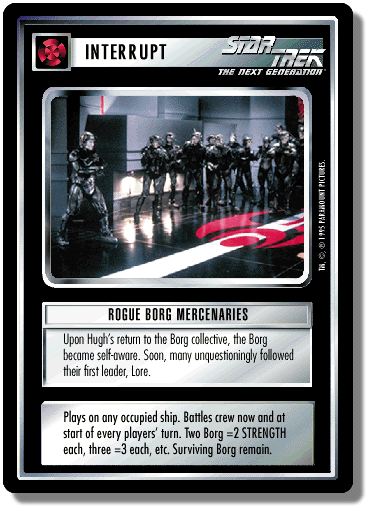 INTERRUPT
STAR TREK
THE NEXT GENERATION®
TM, ©, ® 1995 PARAMOUNT PICTURES.
ROGUE BORG MERCENARIES
Upon Hugh's return to the Borg collective, the Borg
became self-aware. Soon, many unquestioningly followed
their first leader, Lore.
Plays on any occupied ship. Battles crew now and at
start of every players' turn. Two Borg =2 STRENGTH
each, three =3 each, etc. Surviving Borg remain.